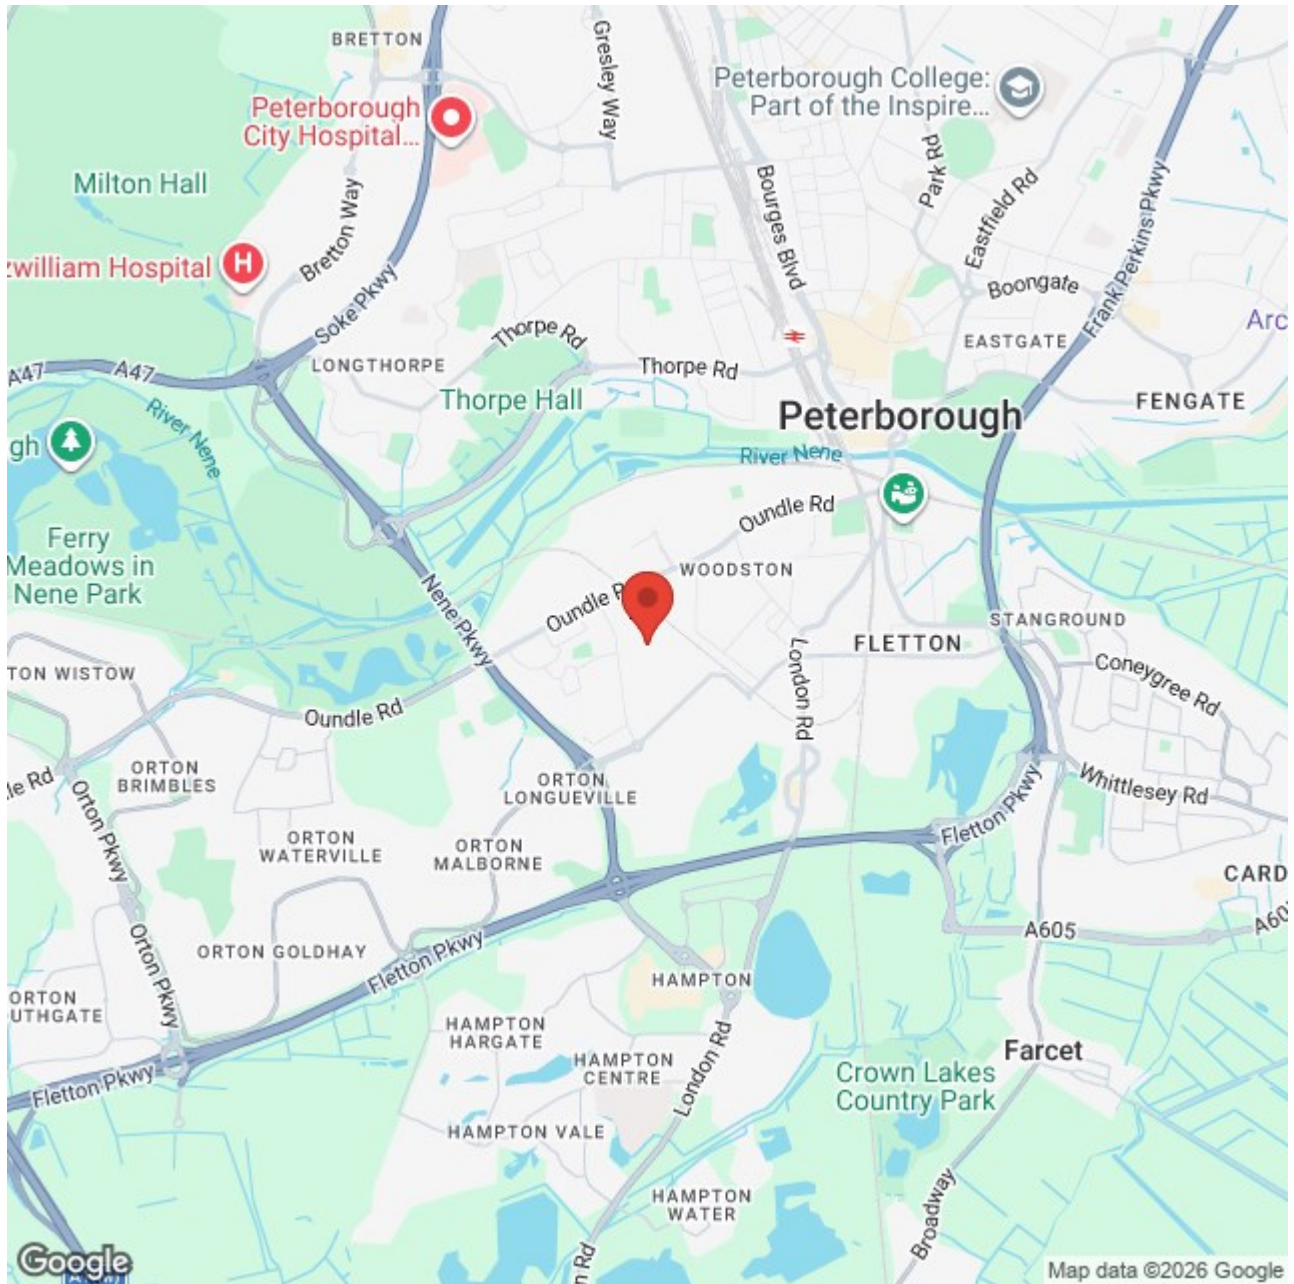 BRETTON
Gresley Way
Peterborough College:
Part of the Inspire...
Peterborough
City Hospital...
Milton Hall
Bretton Way
Park Rd
Bourges Blvd
Eastfield Rd
Frank Perkins Pkwy
zwilliam Hospital
H
Boongate
Soke Pkwy
Arc
Thorpe Rd
EASTGATE
LONGTHORPE
A47
A47
Thorpe Rd
Thorpe Hall
FENGATE
Peterborough
River Nene
gh
River Nene
Oundle Rd
Ferry
Meadows in
Nene Park
WOODSTON
Nene Pkwy
Oundle R
STANGROUND
FLETTON
London Rd
Coneygree Rd
TON WISTOW
Oundle Rd
ORTON
BRIMBLES
le Rd
ORTON
LONGUEVILLE
Whittlesey Rd
Orton Pkwy
Fletton Pkwy
ORTON
WATERVILLE
ORTON
MALBORNE
CARD
A605
A60
Orton Pkwy
ORTON GOLDHAY
Fletton Pkwy
HAMPTON
ORTON
UTHGATE
HAMPTON
HARGATE
Farcet
HAMPTON
CENTRE
London Rd
Crown Lakes
Country Park
Fletton Pkwy
HAMPTON VALE
HAMPTON
WATER
Broadway
n Rd
Google
Map data ©2026 Google